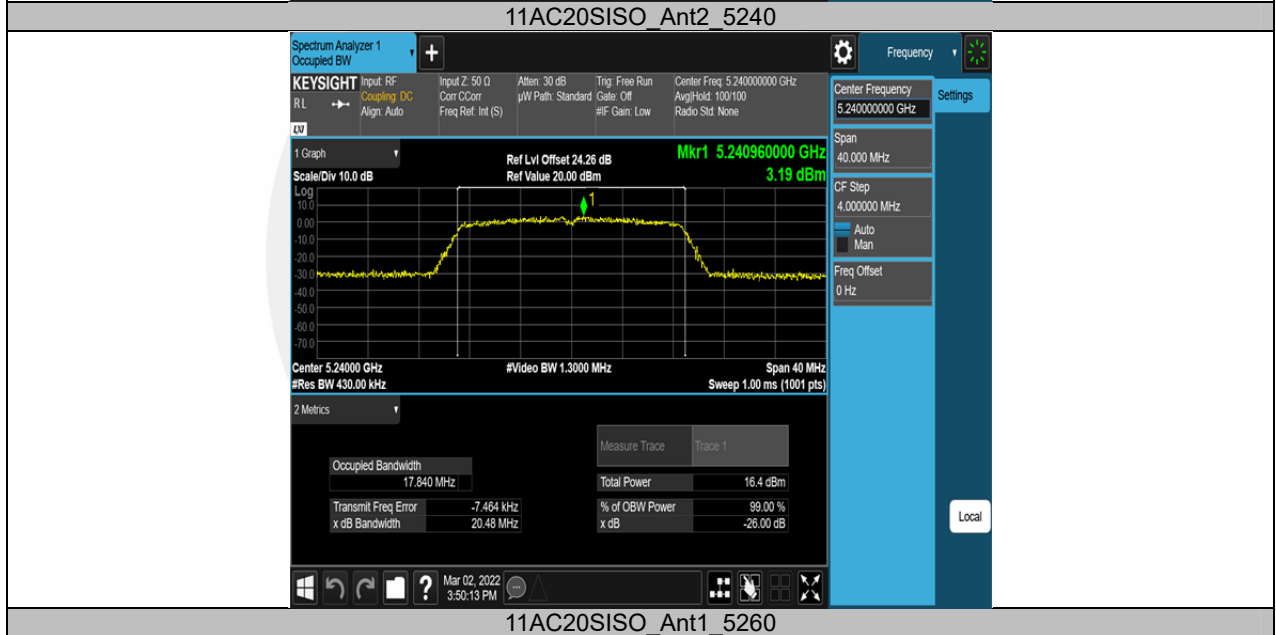 11AC20SISO_Ant2_5240
Spectrum Analyzer 1
Occupied BW
+
Frequency
KEYSIGHT
RL
LXI
Input: RF
Coupling: DC
Align: Auto
Input Z: 50 Ω
Corr CCorr
Freq Ref: Int (S)
Atten: 30 dB
µW Path: Standard
Trig: Free Run
Gate: Off
#IF Gain: Low
Center Freq: 5.240000000 GHz
Avg|Hold: 100/100
Radio Std: None
Center Frequency
5.240000000 GHz
Settings
Span
40.000 MHz
CF Step
4.000000 MHz
Auto
Man
Freq Offset
0 Hz
1 Graph
Scale/Div 10.0 dB
Ref Lvl Offset 24.26 dB
Ref Value 20.00 dBm
Mkr1 5.240960000 GHz
3.19 dBm
Log
10.0
0.00
-10.0
-20.0
-30.0
-40.0
-50.0
-60.0
-70.0
1
Center 5.24000 GHz
#Video BW 1.3000 MHz
Span 40 MHz
#Res BW 430.00 kHz
Sweep 1.00 ms (1001 pts)
2 Metrics
Measure Trace Trace 1
Occupied Bandwidth
17.840 MHz
Total Power 16.4 dBm
Transmit Freq Error -7.464 kHz
% of OBW Power 99.00 %
x dB Bandwidth 20.48 MHz
x dB -26.00 dB
Local
?
Mar 02, 2022
3:50:13 PM
11AC20SISO_Ant1_5260